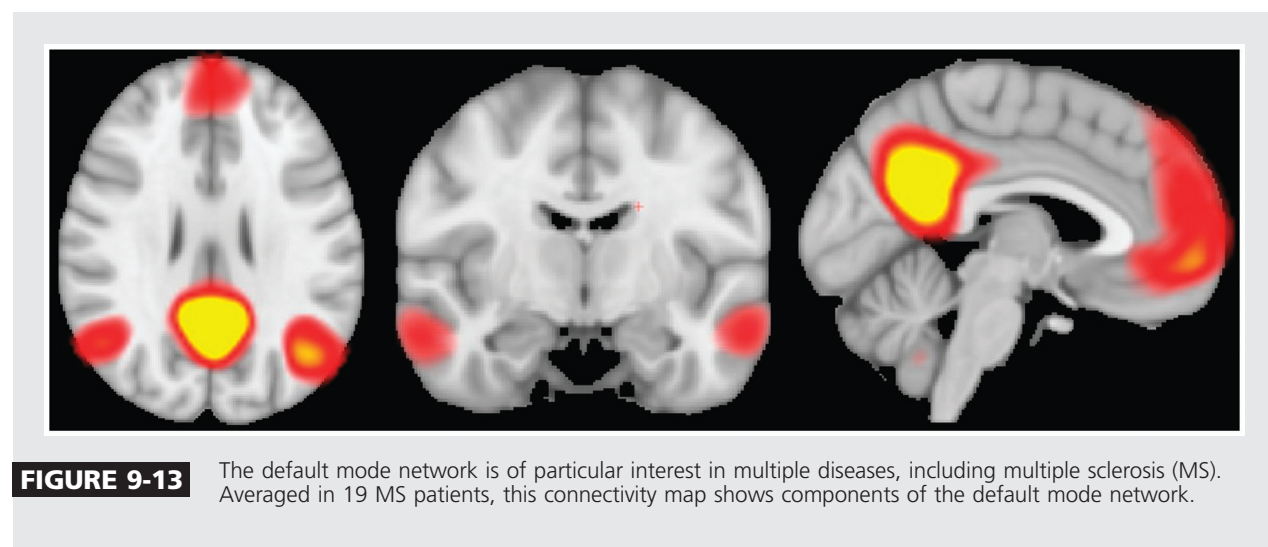 FIGURE 9-13
The default mode network is of particular interest in multiple diseases, including multiple sclerosis (MS).
Averaged in 19 MS patients, this connectivity map shows components of the default mode network.